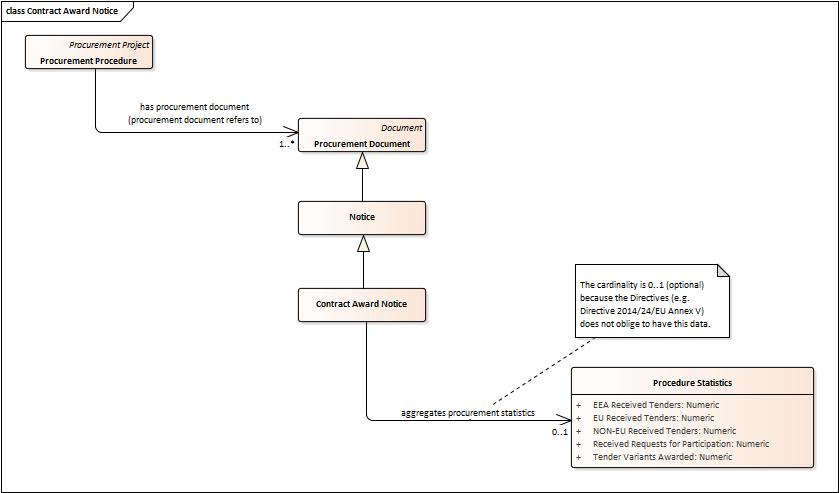 class Contract Award Notice
Procurement Project
Procurement Procedure
has procurement document
(procurement document refers to)
1..*
Document
Procurement Document
Notice
Contract Award Notice
The cardinality is 0..1 (optional)
because the Directives (e.g.
Directive 2014/24/EU Annex V)
does not oblige to have this data.
aggregates procurement statistics
0..1
Procedure Statistics
+ EEA Received Tenders: Numeric
+ EU Received Tenders: Numeric
+ NON-EU Received Tenders: Numeric
+ Received Requests for Participation: Numeric
+ Tender Variants Awarded: Numeric